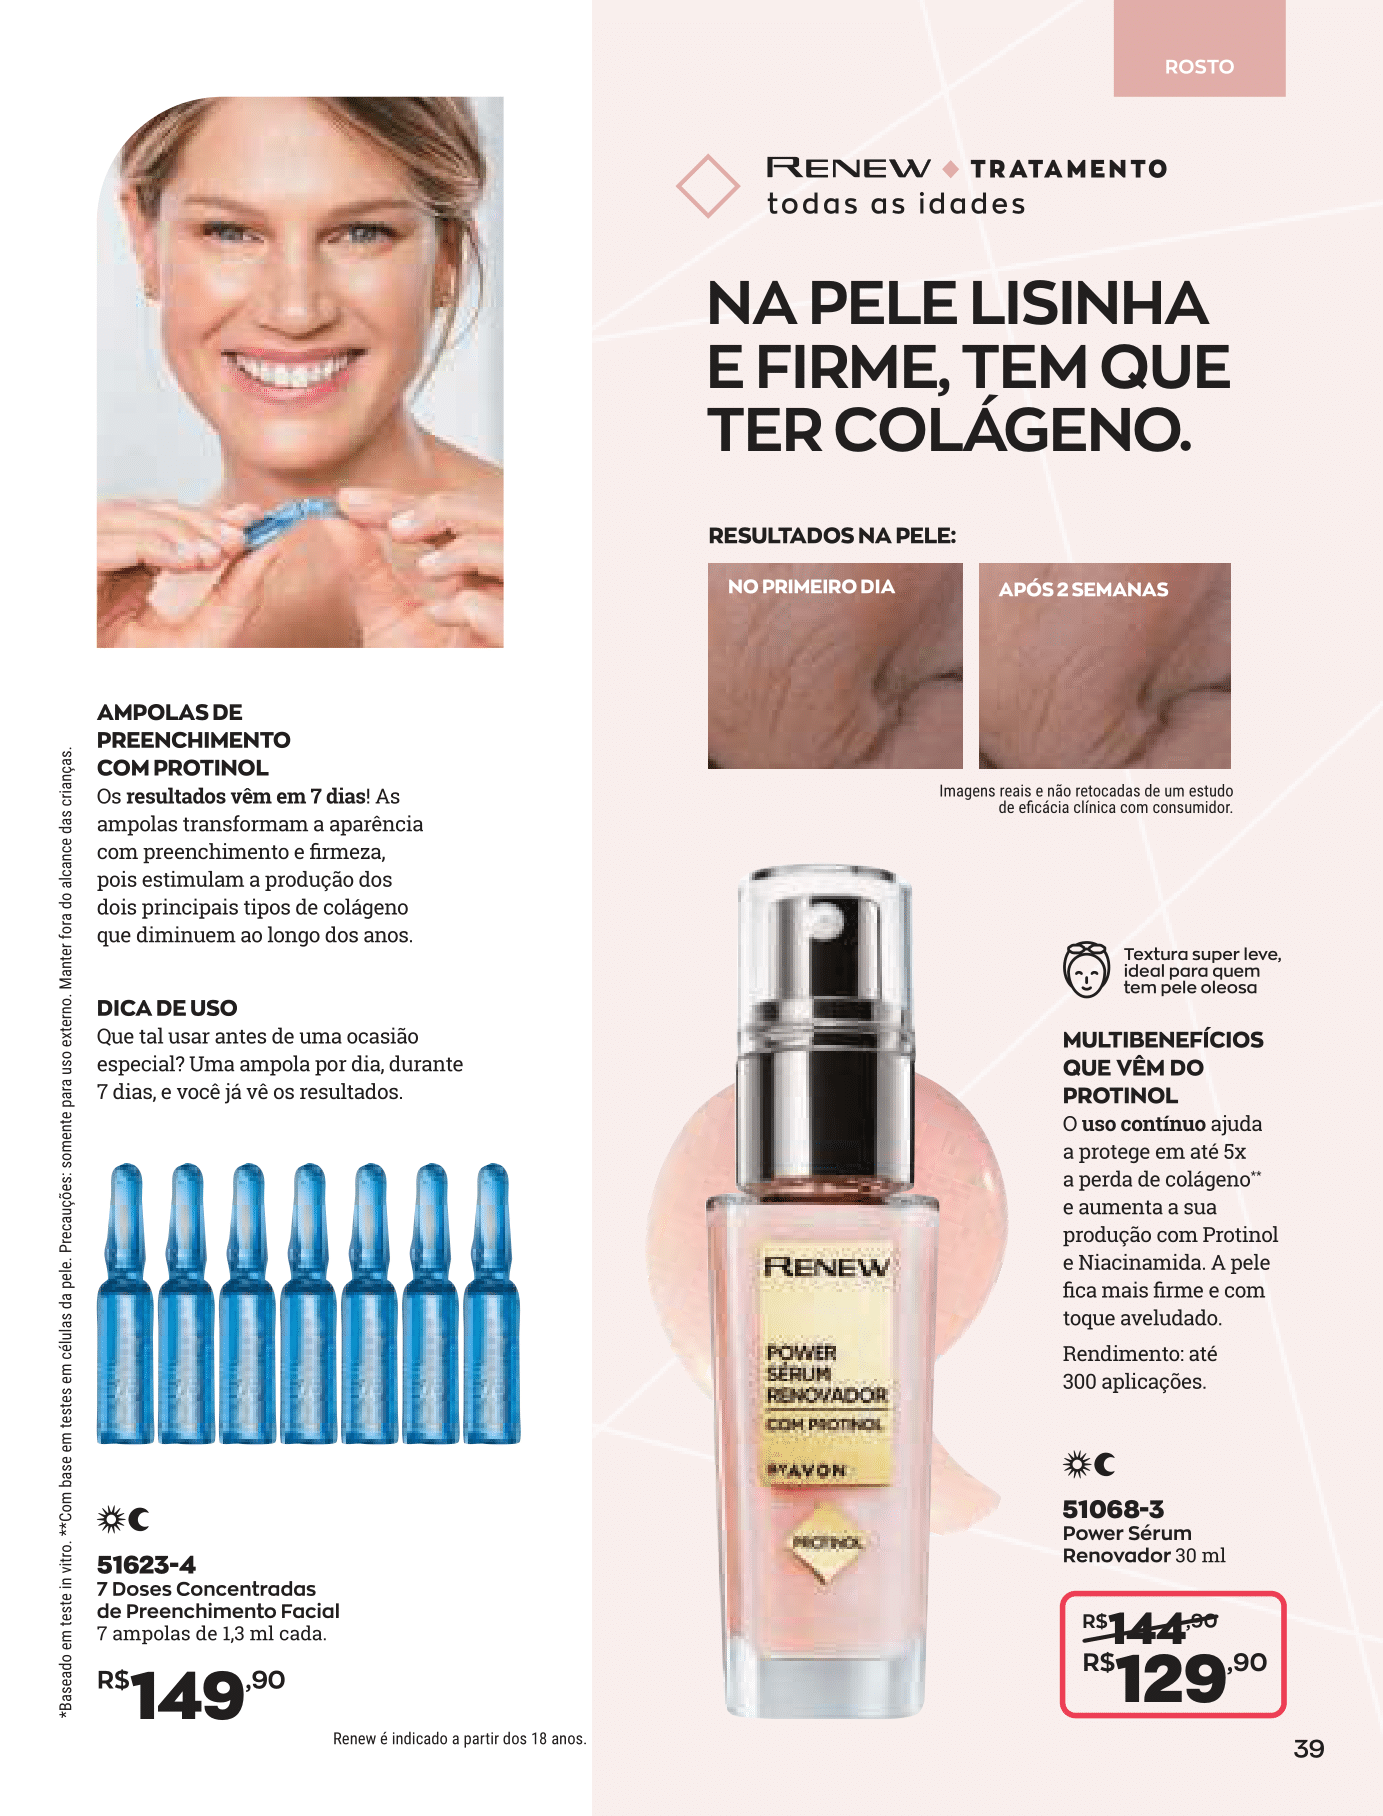 ROSTO
RENEW TRATAMENTO
todas as idades
NA PELE LISINHA
E FIRME, TEM QUE
TER COLÁGENO.
RESULTADOS NA PELE:
NO PRIMEIRO DIA
APÓS 2 SEMANAS
Imagens reais e não retocadas de um estudo
de eficácia clínica com consumidor.
AMPOLAS DE
PREENCHIMENTO
COM PROTINOL
Os resultados vêm em 7 dias! As
ampolas transformam a aparência
com preenchimento e firmeza,
pois estimulam a produção dos
dois principais tipos de colágeno
que diminuem ao longo dos anos.
DICA DE USO
Que tal usar antes de uma ocasião
especial? Uma ampola por dia, durante
7 dias, e você já vê os resultados.
51623-4
7 Doses Concentradas
de Preenchimento Facial
7 ampolas de 1,3 ml cada.
R$149,90
Renew é indicado a partir dos 18 anos.
*Baseado em teste in vitro. **Com base em testes em células da pele. Precauções: somente para uso externo. Manter fora do alcance das crianças.
RENEW
POWER
SÉRUM
RENOVADOR
COM PROTINOL
BY AVON
PROTINOL
Textura super leve,
ideal para quem
tem pele oleosa
MULTIBENEFÍCIOS
QUE VÊM DO
PROTINOL
O uso contínuo ajuda
a protege em até 5x
a perda de colágeno**
e aumenta a sua
produção com Protinol
e Niacinamida. A pele
fica mais firme e com
toque aveludado.
Rendimento: até
300 aplicações.
51068-3
Power Sérum
Renovador 30 ml
R$144,90
R$129,90
39